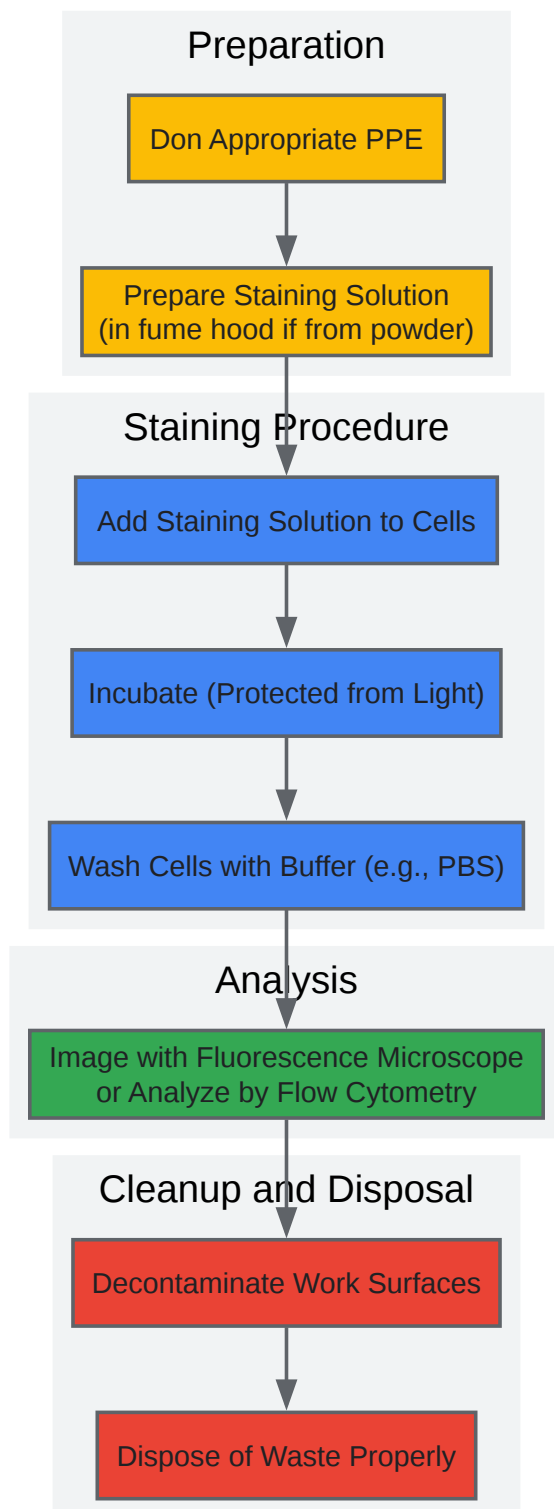 Preparation
Don Appropriate PPE
Prepare Staining Solution
(in fume hood if from powder)
Staining Procedure
Add Staining Solution to Cells
Incubate (Protected from Light)
Wash Cells with Buffer (e.g., PBS)
Analysis
Image with Fluorescence Microscope
or Analyze by Flow Cytometry
Cleanup and Disposal
Decontaminate Work Surfaces
Dispose of Waste Properly